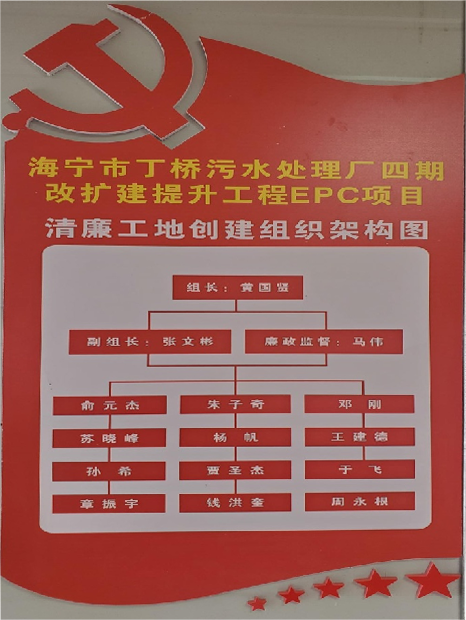 海宁市丁桥污水处理厂四期
改扩建提升工程EPC项目
清廉工地创建组织架构图
组长：黄国贤
副组长：张文彬 廉政监督：马伟
俞元杰 朱子奇 邓刚
苏晓峰 杨帆 王建德
孙希 贾圣杰 于飞
章振宇 钱洪奎 周永根